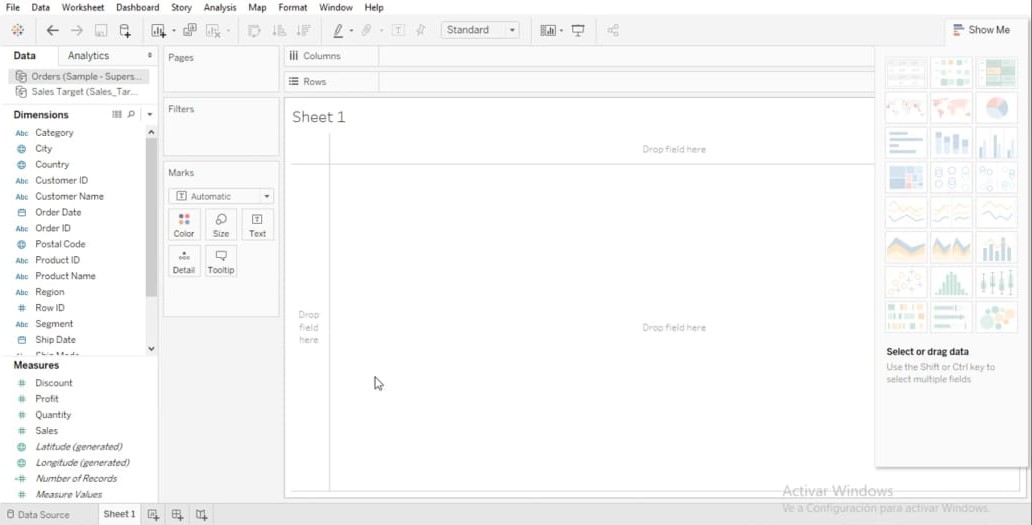 File Data Worksheet Dashboard Story Analysis Map Format Window Help
Standard
Show Me
Data Analytics
Pages
Columns
Orders (Sample - Supers...
Sales Target (Sales_Tar...
Rows
Dimensions
Filters
Sheet 1
Abc Category
City
Country
Abc Customer ID
Abc Customer Name
Order Date
Abc Order ID
Postal Code
Abc Product ID
Abc Product Name
Abc Region
# Row ID
Abc Segment
Ship Date
Ship Mode
Marks
Automatic
Color Size Text
Detail Tooltip
Drop field here
Drop
field
here
Drop field here
Measures
# Discount
# Profit
# Quantity
# Sales
Latitude (generated)
Longitude (generated)
=# Number of Records
# Measure Values
Select or drag data
Use the Shift or Ctrl key to
select multiple fields
Activar Windows
Ve a Configuración para activar Windows.
Data Source Sheet 1